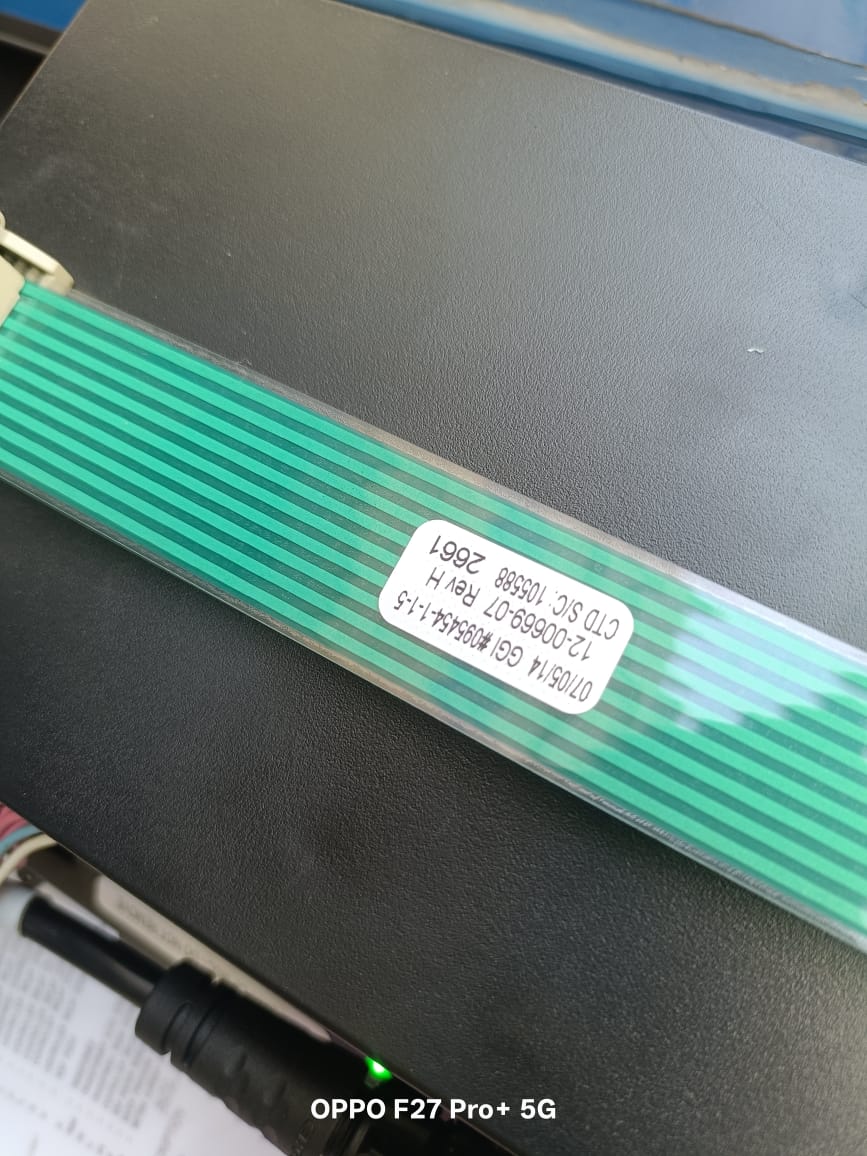 07/05/14 GGI #095454-1-1-5
12-00669-07 Rev H
CTD S/C: 105588 2661
OPPO F27 Pro+ 5G